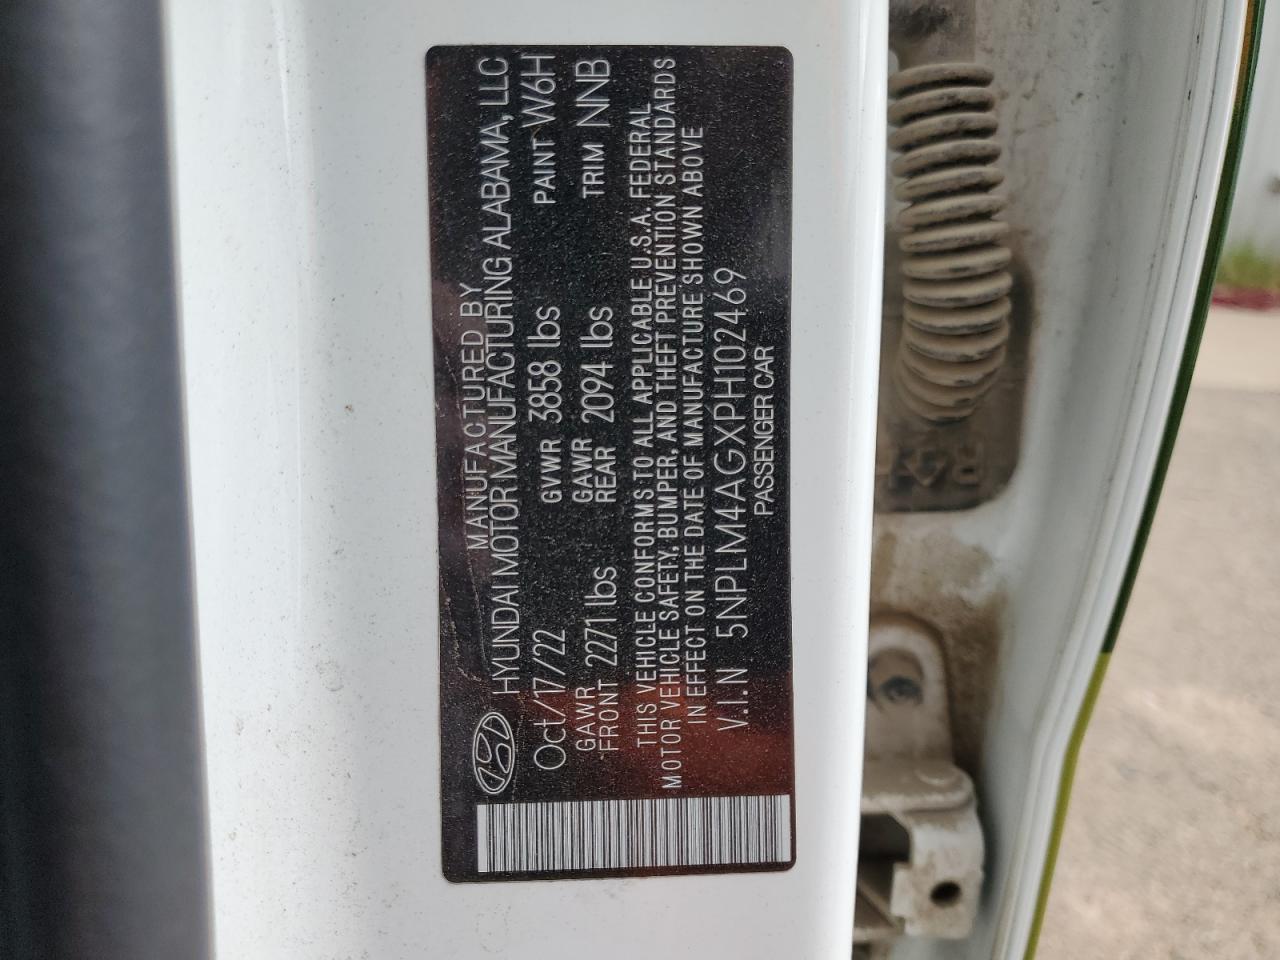 MANUFACTURED BY
HYUNDAI MOTOR MANUFACTURING ALABAMA, LLC
Oct/17/22 GVWR 3858 lbs PAINT W6H
GAWR FRONT 2271 lbs GAWR REAR 2094 lbs TRIM NNB
THIS VEHICLE CONFORMS TO ALL APPLICABLE U.S.A. FEDERAL
MOTOR VEHICLE SAFETY, BUMPER, AND THEFT PREVENTION STANDARDS
IN EFFECT ON THE DATE OF MANUFACTURE SHOWN ABOVE
V.I.N 5NPLM4AGXPH102469
PASSENGER CAR